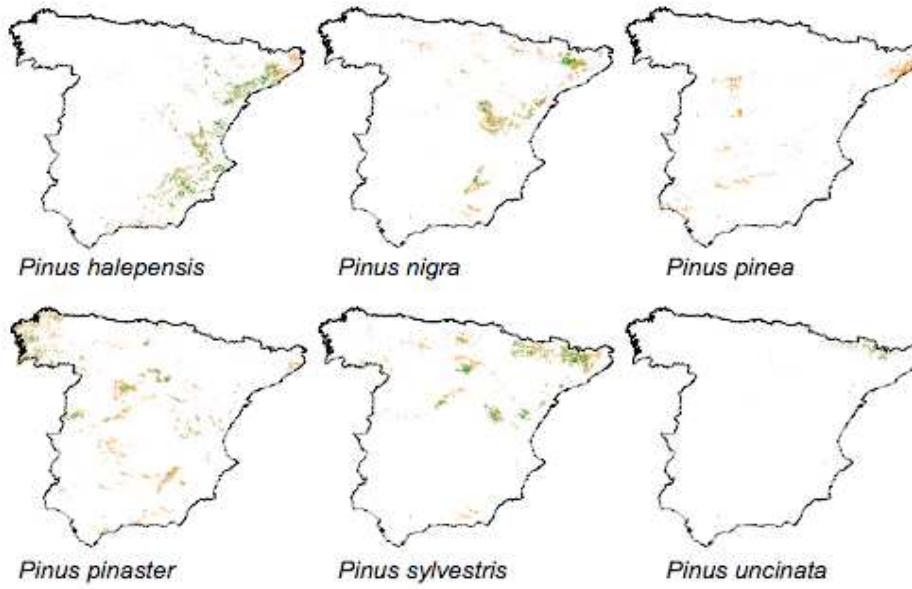 Pinus halepensis
Pinus nigra
Pinus pinea
Pinus pinaster
Pinus sylvestris
Pinus uncinata